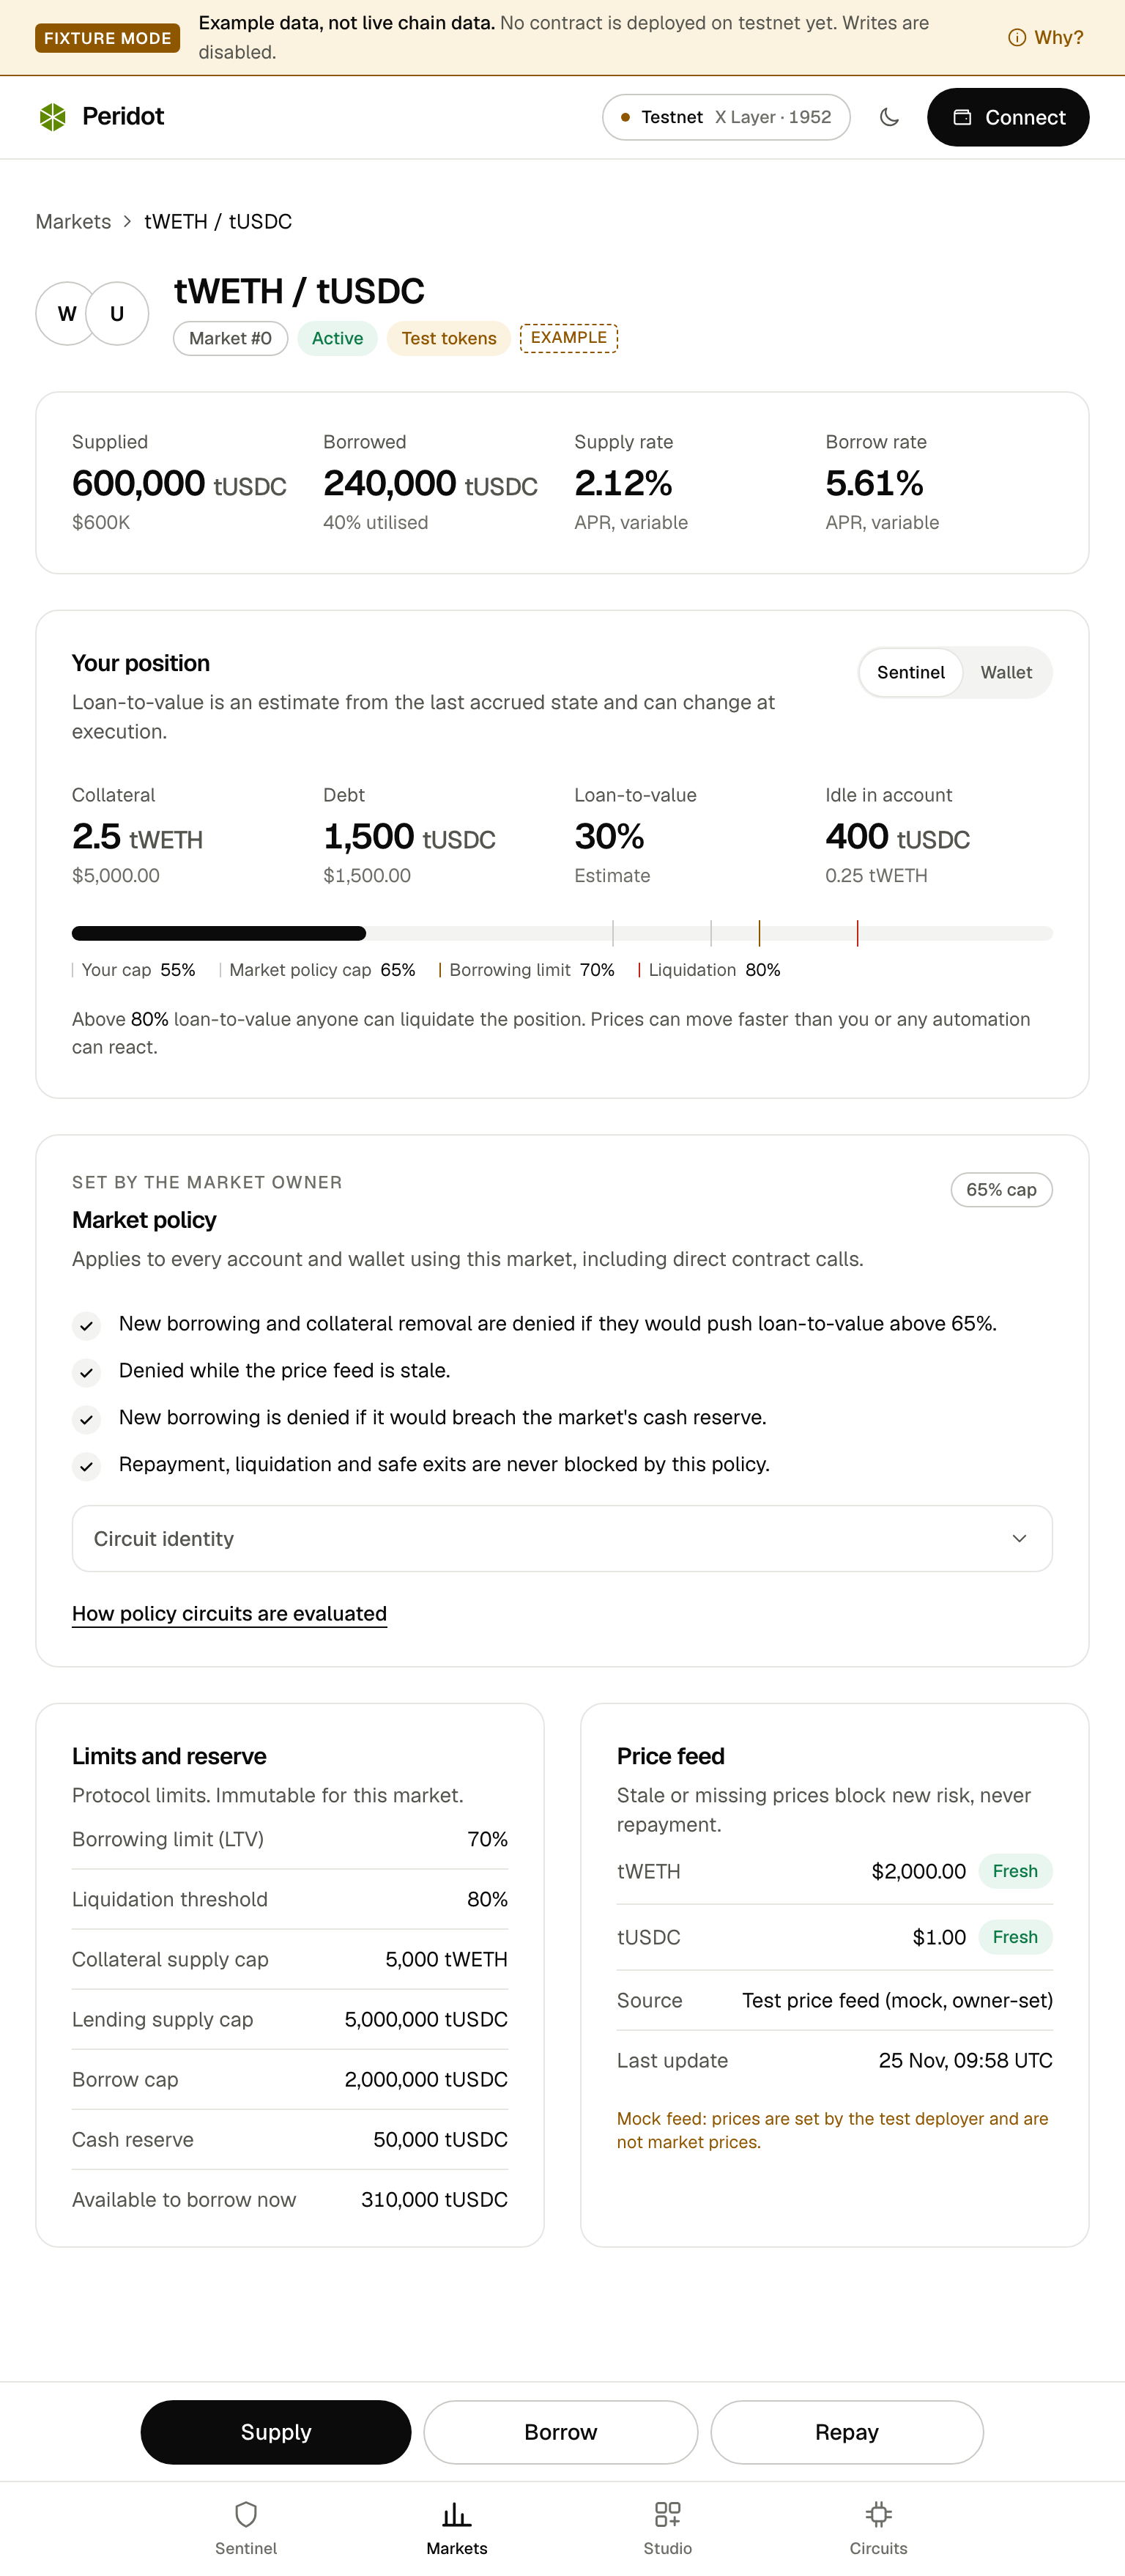 FIXTURE MODE
Example data, not live chain data. No contract is deployed on testnet yet. Writes are
disabled.
Why?
Peridot
Testnet X Layer · 1952
Connect
Markets > tWETH / tUSDC
W U
tWETH / tUSDC
Market #0 Active Test tokens EXAMPLE
Supplied Borrowed Supply rate Borrow rate
600,000 tUSDC 240,000 tUSDC 2.12% 5.61%
$600K 40% utilised APR, variable APR, variable
Your position
Sentinel Wallet
Loan-to-value is an estimate from the last accrued state and can change at
execution.
Collateral Debt Loan-to-value Idle in account
2.5 tWETH 1,500 tUSDC 30% 400 tUSDC
$5,000.00 $1,500.00 Estimate 0.25 tWETH
Your cap 55% Market policy cap 65% Borrowing limit 70% Liquidation 80%
Above 80% loan-to-value anyone can liquidate the position. Prices can move faster than you or any automation
can react.
SET BY THE MARKET OWNER
65% cap
Market policy
Applies to every account and wallet using this market, including direct contract calls.
New borrowing and collateral removal are denied if they would push loan-to-value above 65%.
Denied while the price feed is stale.
New borrowing is denied if it would breach the market's cash reserve.
Repayment, liquidation and safe exits are never blocked by this policy.
Circuit identity
How policy circuits are evaluated
Limits and reserve
Protocol limits. Immutable for this market.
Borrowing limit (LTV) 70%
Liquidation threshold 80%
Collateral supply cap 5,000 tWETH
Lending supply cap 5,000,000 tUSDC
Borrow cap 2,000,000 tUSDC
Cash reserve 50,000 tUSDC
Available to borrow now 310,000 tUSDC
Price feed
Stale or missing prices block new risk, never
repayment.
tWETH $2,000.00 Fresh
tUSDC $1.00 Fresh
Source Test price feed (mock, owner-set)
Last update 25 Nov, 09:58 UTC
Mock feed: prices are set by the test deployer and are
not market prices.
Supply Borrow Repay
Sentinel Markets Studio Circuits